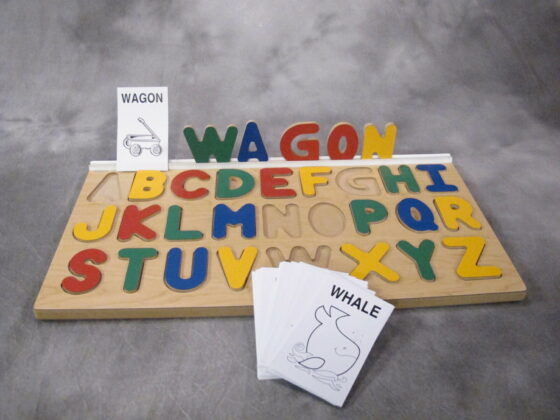 WAGON
WAGON
ABCDEFGHI
JKLMNOPQR
STUVWXYZ
WHALE